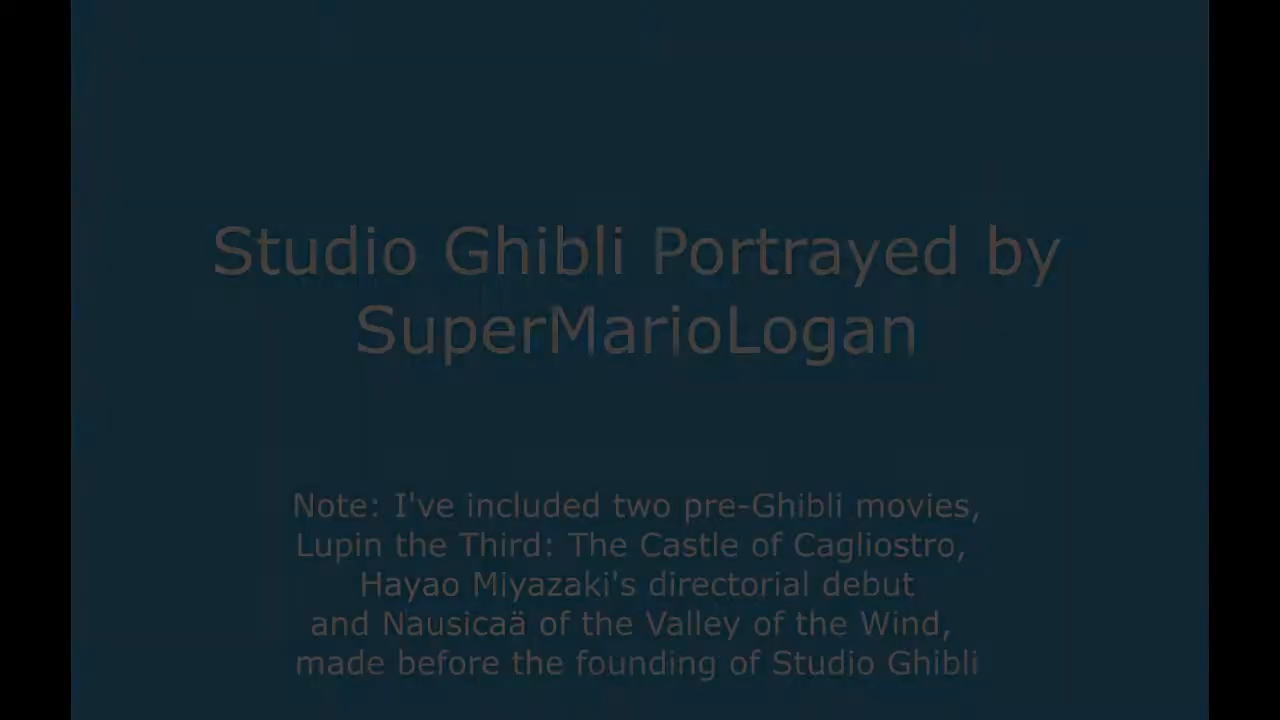 Studio Ghibli Portrayed by
SuperMarioLogan
Note: I've included two pre-Ghibli movies,
Lupin the Third: The Castle of Cagliostro,
Hayao Miyazaki's directorial debut
and Nausicaä of the Valley of the Wind,
made before the founding of Studio Ghibli